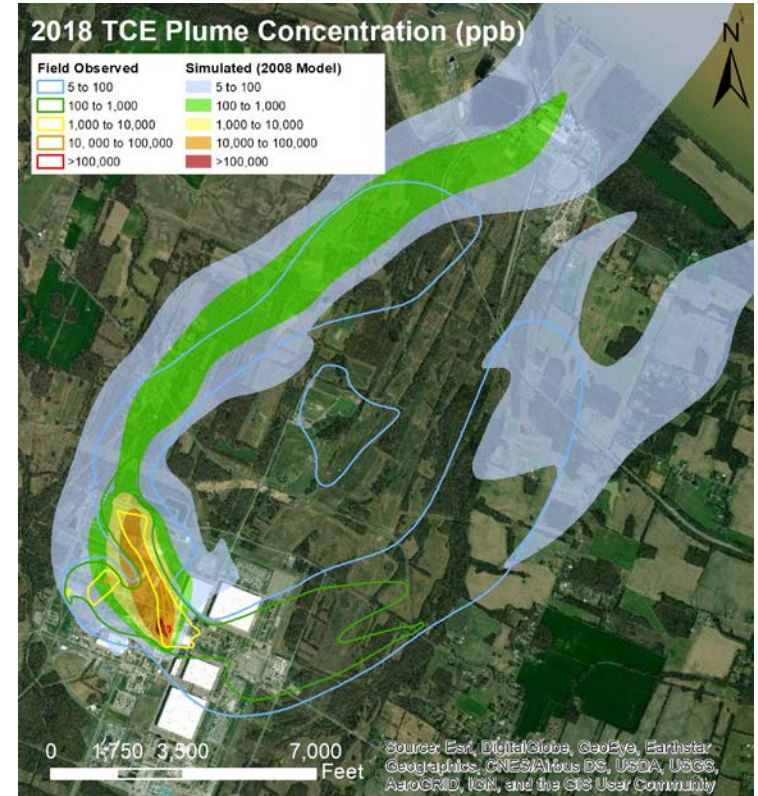 2018 TCE Plume Concentration (ppb)
N
Field Observed Simulated (2008 Model)
5 to 100 5 to 100
100 to 1,000 100 to 1,000
1,000 to 10,000 1,000 to 10,000
10, 000 to 100,000 10,000 to 100,000
>100,000 >100,000
0 1,750 3,500 7,000
Feet
Source: Esri, DigitalGlobe, GeoEye, Earthstar
Geographics, CNES/Airbus DS, USDA, USGS,
AeroGRID, IGN, and the GIS User Community